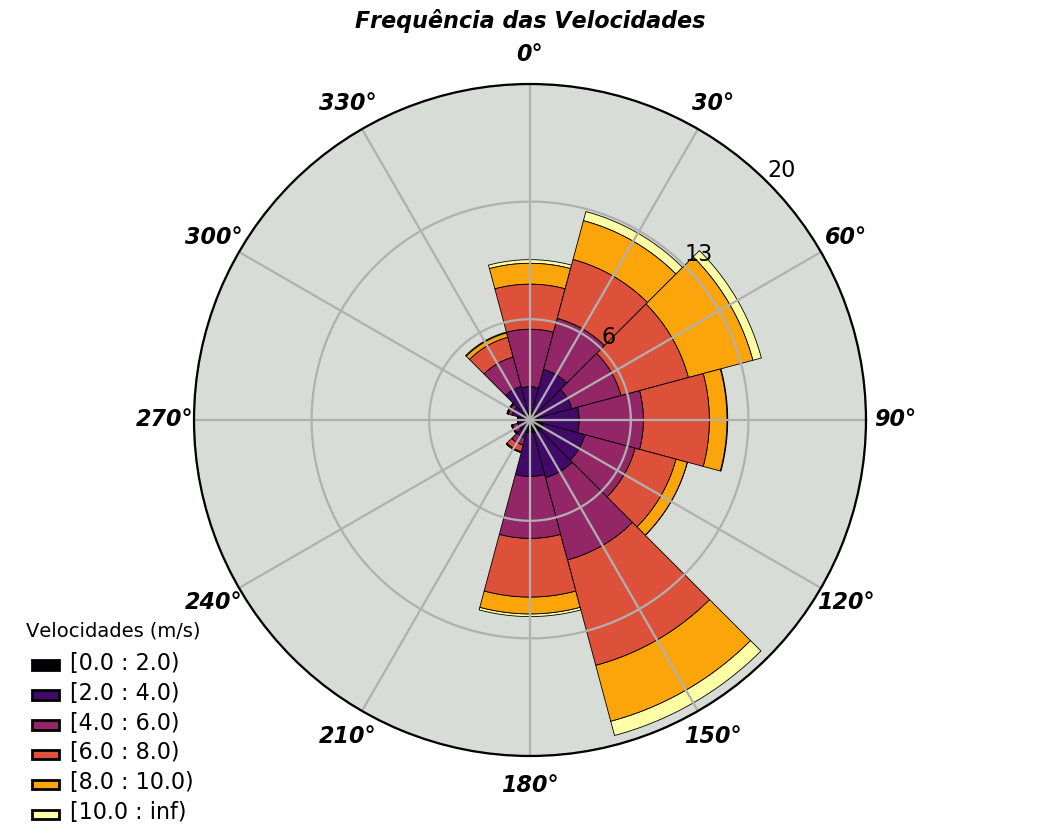 Frequência das Velocidades
0°
330°
30°
20
300°
60°
13
6
270°
90°
240°
120°
210°
150°
180°
Velocidades (m/s)
[0.0 : 2.0)
[2.0 : 4.0)
[4.0 : 6.0)
[6.0 : 8.0)
[8.0 : 10.0)
[10.0 : inf)